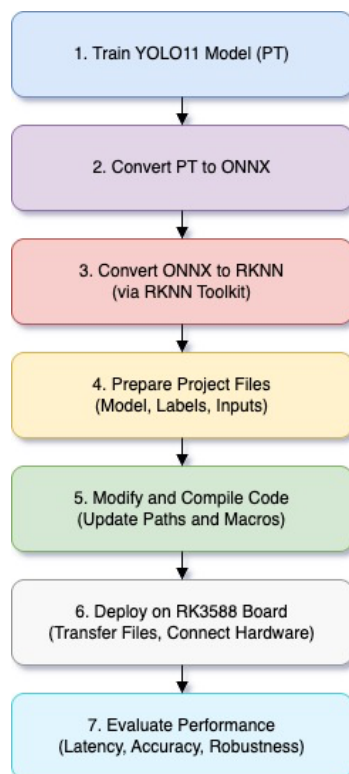 1. Train YOLO11 Model (PT)
2. Convert PT to ONNX
3. Convert ONNX to RKNN
(via RKNN Toolkit)
4. Prepare Project Files
(Model, Labels, Inputs)
5. Modify and Compile Code
(Update Paths and Macros)
6. Deploy on RK3588 Board
(Transfer Files, Connect Hardware)
7. Evaluate Performance
(Latency, Accuracy, Robustness)